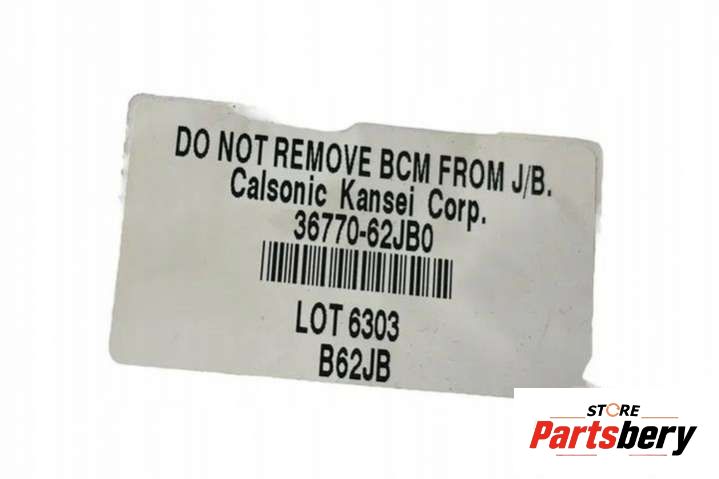 DO NOT REMOVE BCM FROM J/B.
Calsonic Kansei Corp.
36770-62JB0
LOT 6303
B62JB
STORE
Partsbery